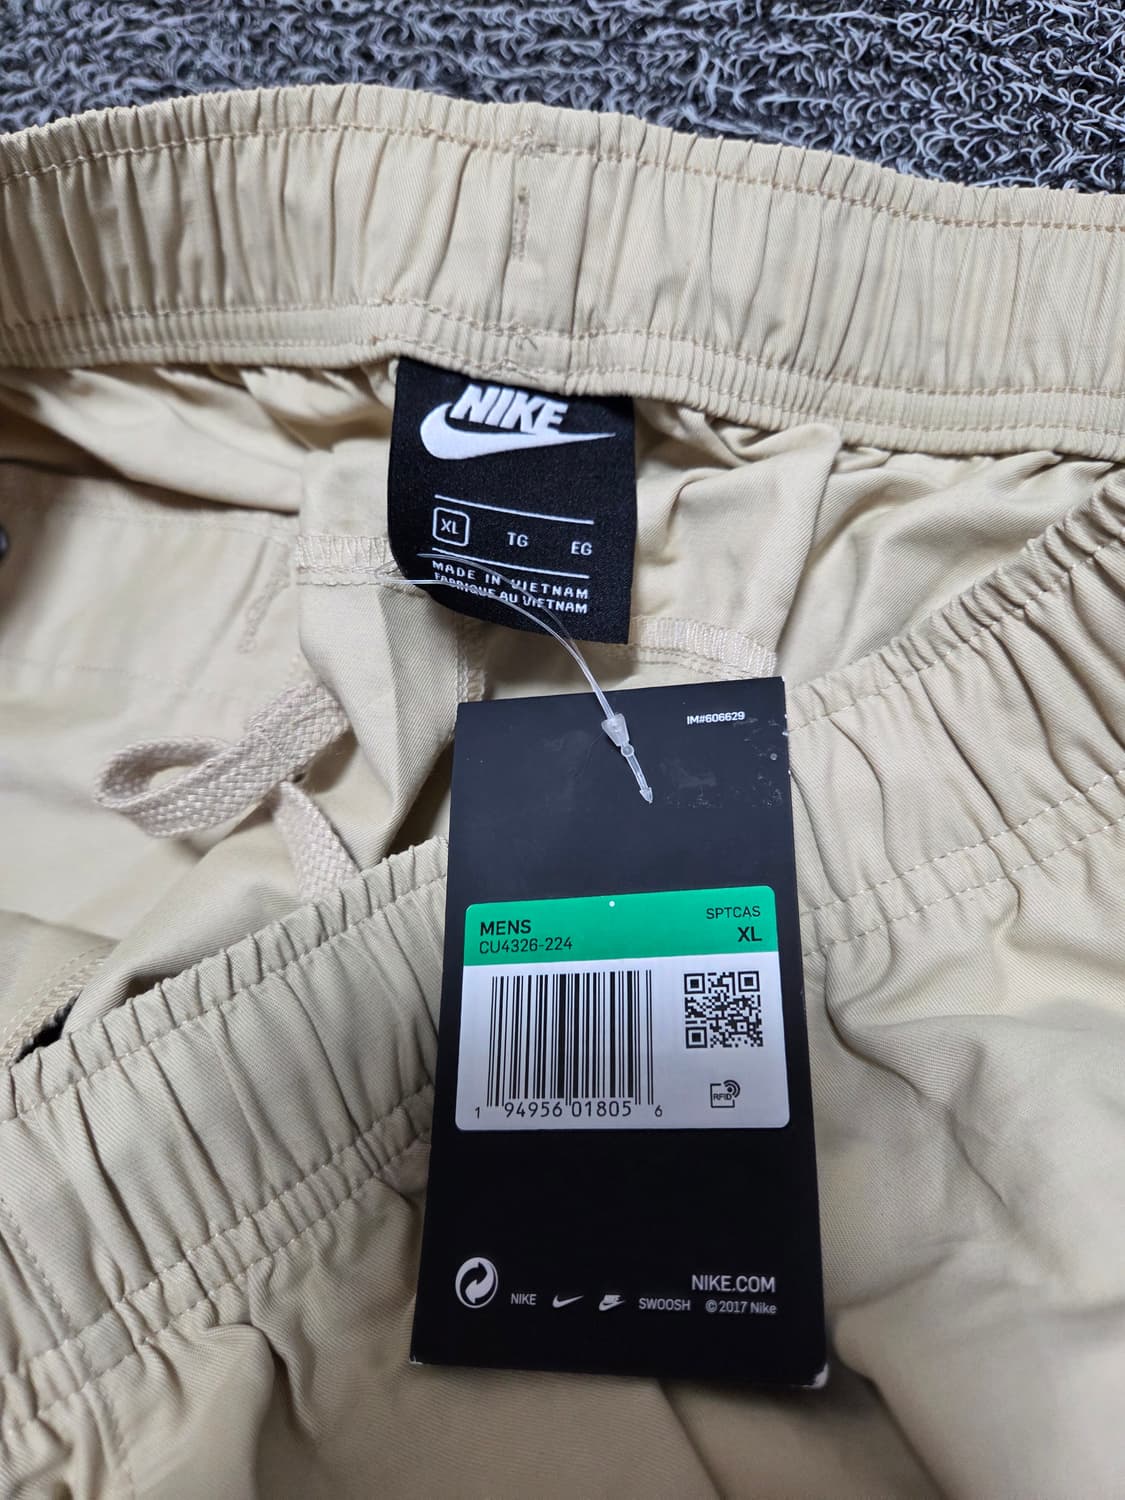 NIKE
XL TG EG
MADE IN VIETNAM
FABRIQUE AU VIETNAM
IM#606629
MENS SPTCAS
CU4326-224 XL
1 94956 01805 6
RFID
NIKE.COM
NIKE SWOOSH © 2017 Nike